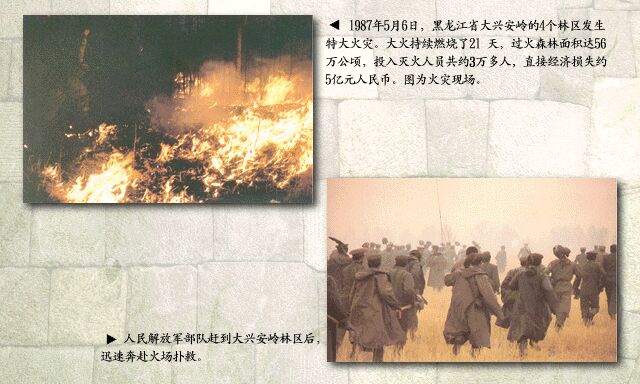 ◀ 1987年5月6日，黑龙江省大兴安岭的4个林区发生
特大火灾。大火持续燃烧了21 天，过火森林面积达56
万公顷，投入灭火人员共约3万多人，直接经济损失约
5亿元人民币。图为火灾现场。
▶ 人民解放军部队赶到大兴安岭林区后，
迅速奔赴火场扑救。